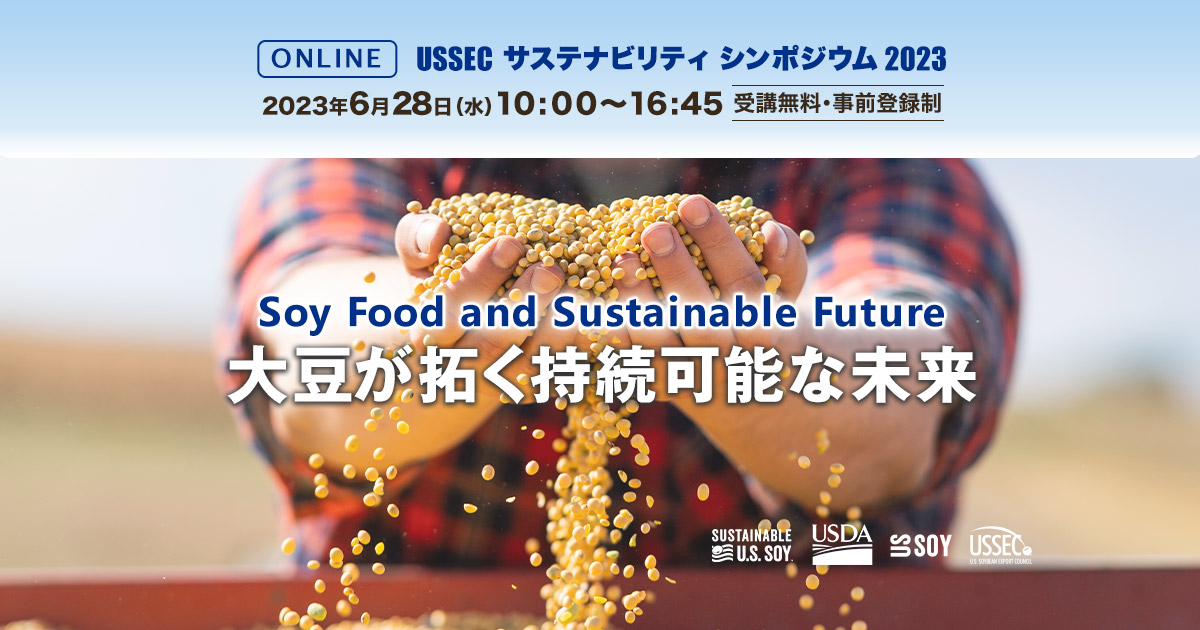 ONLINE USSEC サステナビリティ シンポジウム 2023
2023年6月28日（水）10:00～16:45 受講無料・事前登録制
Soy Food and Sustainable Future
大豆が拓く持続可能な未来
SUSTAINABLE
U.S. SOY
USDA
US SOY
USSEC
U.S. SOYBEAN EXPORT COUNCIL